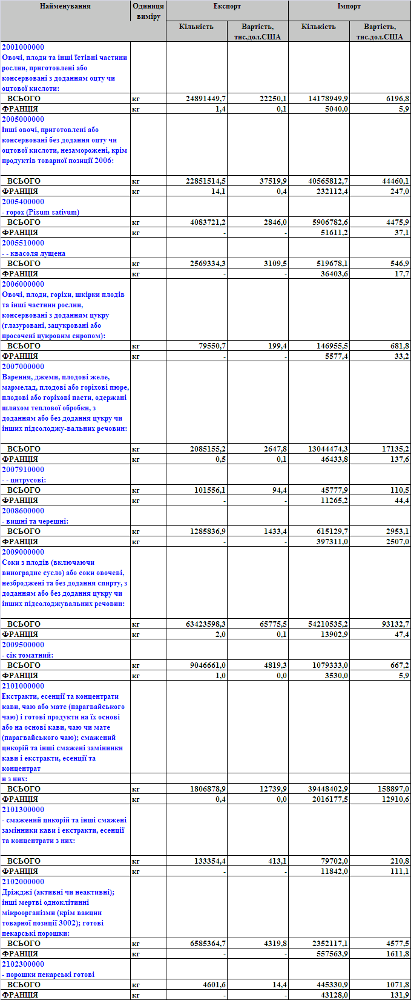 Найменування Одиниця виміру Експорт Імпорт
Кількість Вартість, тис.дол.США Кількість Вартість, тис.дол.США
2001000000
Овочі, плоди та інші їстівні частини
рослин, приготовлені або
консервовані з доданням оцту чи
оцтової кислоти:
ВСЬОГО кг 24891449,7 22250,1 14178949,9 6196,8
ФРАНЦІЯ кг 1,4 0,1 5040,0 5,9
2005000000
Інші овочі, приготовлені або
консервовані без додання оцту чи
оцтової кислоти, незаморожені, крім
продуктів товарної позиції 2006:
ВСЬОГО кг 22851514,5 37519,9 40565812,7 44460,1
ФРАНЦІЯ кг 14,1 0,4 232112,4 247,0
2005400000
- горох (Pisum sativum)
ВСЬОГО кг 4083721,2 2846,0 5906782,6 4475,9
ФРАНЦІЯ кг - - 51611,2 37,1
2005510000
- - квасоля лущена
ВСЬОГО кг 2569334,3 3109,5 519678,1 546,9
ФРАНЦІЯ кг - - 36403,6 17,7
2006000000
Овочі, плоди, горіхи, шкірки плодів
та інші частини рослин,
консервовані з доданням цукру
(глазуровані, зацукровані або
просочені цукровим сиропом):
ВСЬОГО кг 79550,7 199,4 146955,5 681,8
ФРАНЦІЯ кг - - 5577,4 33,2
2007000000
Варення, джеми, плодові желе,
мармелад, плодові або горіхові пюре,
плодові або горіхові пасти, одержані
шляхом теплової обробки, з
доданням або без додання цукру чи
інших підсолоджу-вальних речовин:
ВСЬОГО кг 2085155,2 2647,8 13044474,3 17135,2
ФРАНЦІЯ кг 0,5 0,1 46433,8 137,6
2007910000
- - цитрусові:
ВСЬОГО кг 101556,1 94,4 45777,9 110,5
ФРАНЦІЯ кг - - 11265,2 44,4
2008600000
- вишні та черешні:
ВСЬОГО кг 1285836,9 1433,4 615129,7 2953,1
ФРАНЦІЯ кг - - 397311,0 2507,0
2009000000
Соки з плодів (включаючи
виноградне сусло) або соки овочеві,
незброджені та без додання спирту, з
доданням або без додання цукру чи
інших підсолоджувальних речовин:
ВСЬОГО кг 63423598,3 65775,5 54210535,2 93132,7
ФРАНЦІЯ кг 2,0 0,1 13902,9 47,4
2009500000
- сік томатний:
ВСЬОГО кг 9046661,0 4819,3 1079333,0 667,2
ФРАНЦІЯ кг 1,0 0,0 3530,0 5,9
2101000000
Екстракти, есенції та концентрати
кави, чаю або мате (парагвайського
чаю) і готові продукти на їх основі
або на основі кави, чаю чи мате
(парагвайського чаю); смажений
цикорій та інші смажені замінники
кави і екстракти, есенції та
концентрат
и з них:
ВСЬОГО кг 1806878,9 12739,9 39448402,9 158897,0
ФРАНЦІЯ кг 0,4 0,0 2016177,5 12910,6
2101300000
- смажений цикорій та інші смажені
замінники кави і екстракти, есенції
та концентрати з них:
ВСЬОГО кг 133354,4 413,1 79702,0 210,8
ФРАНЦІЯ кг - - 11842,0 111,1
2102000000
Дріжджі (активні чи неактивні);
інші мертві одноклітинні
мікроорганізми (крім вакцин
товарної позиції 3002); готові
пекарські порошки:
ВСЬОГО кг 6585364,7 4319,8 2352117,1 4577,5
ФРАНЦІЯ кг - - 557563,9 1611,8
2102300000
- порошки пекарські готові
ВСЬОГО кг 4601,6 14,4 445330,9 1071,8
ФРАНЦІЯ кг - - 43128,0 131,9